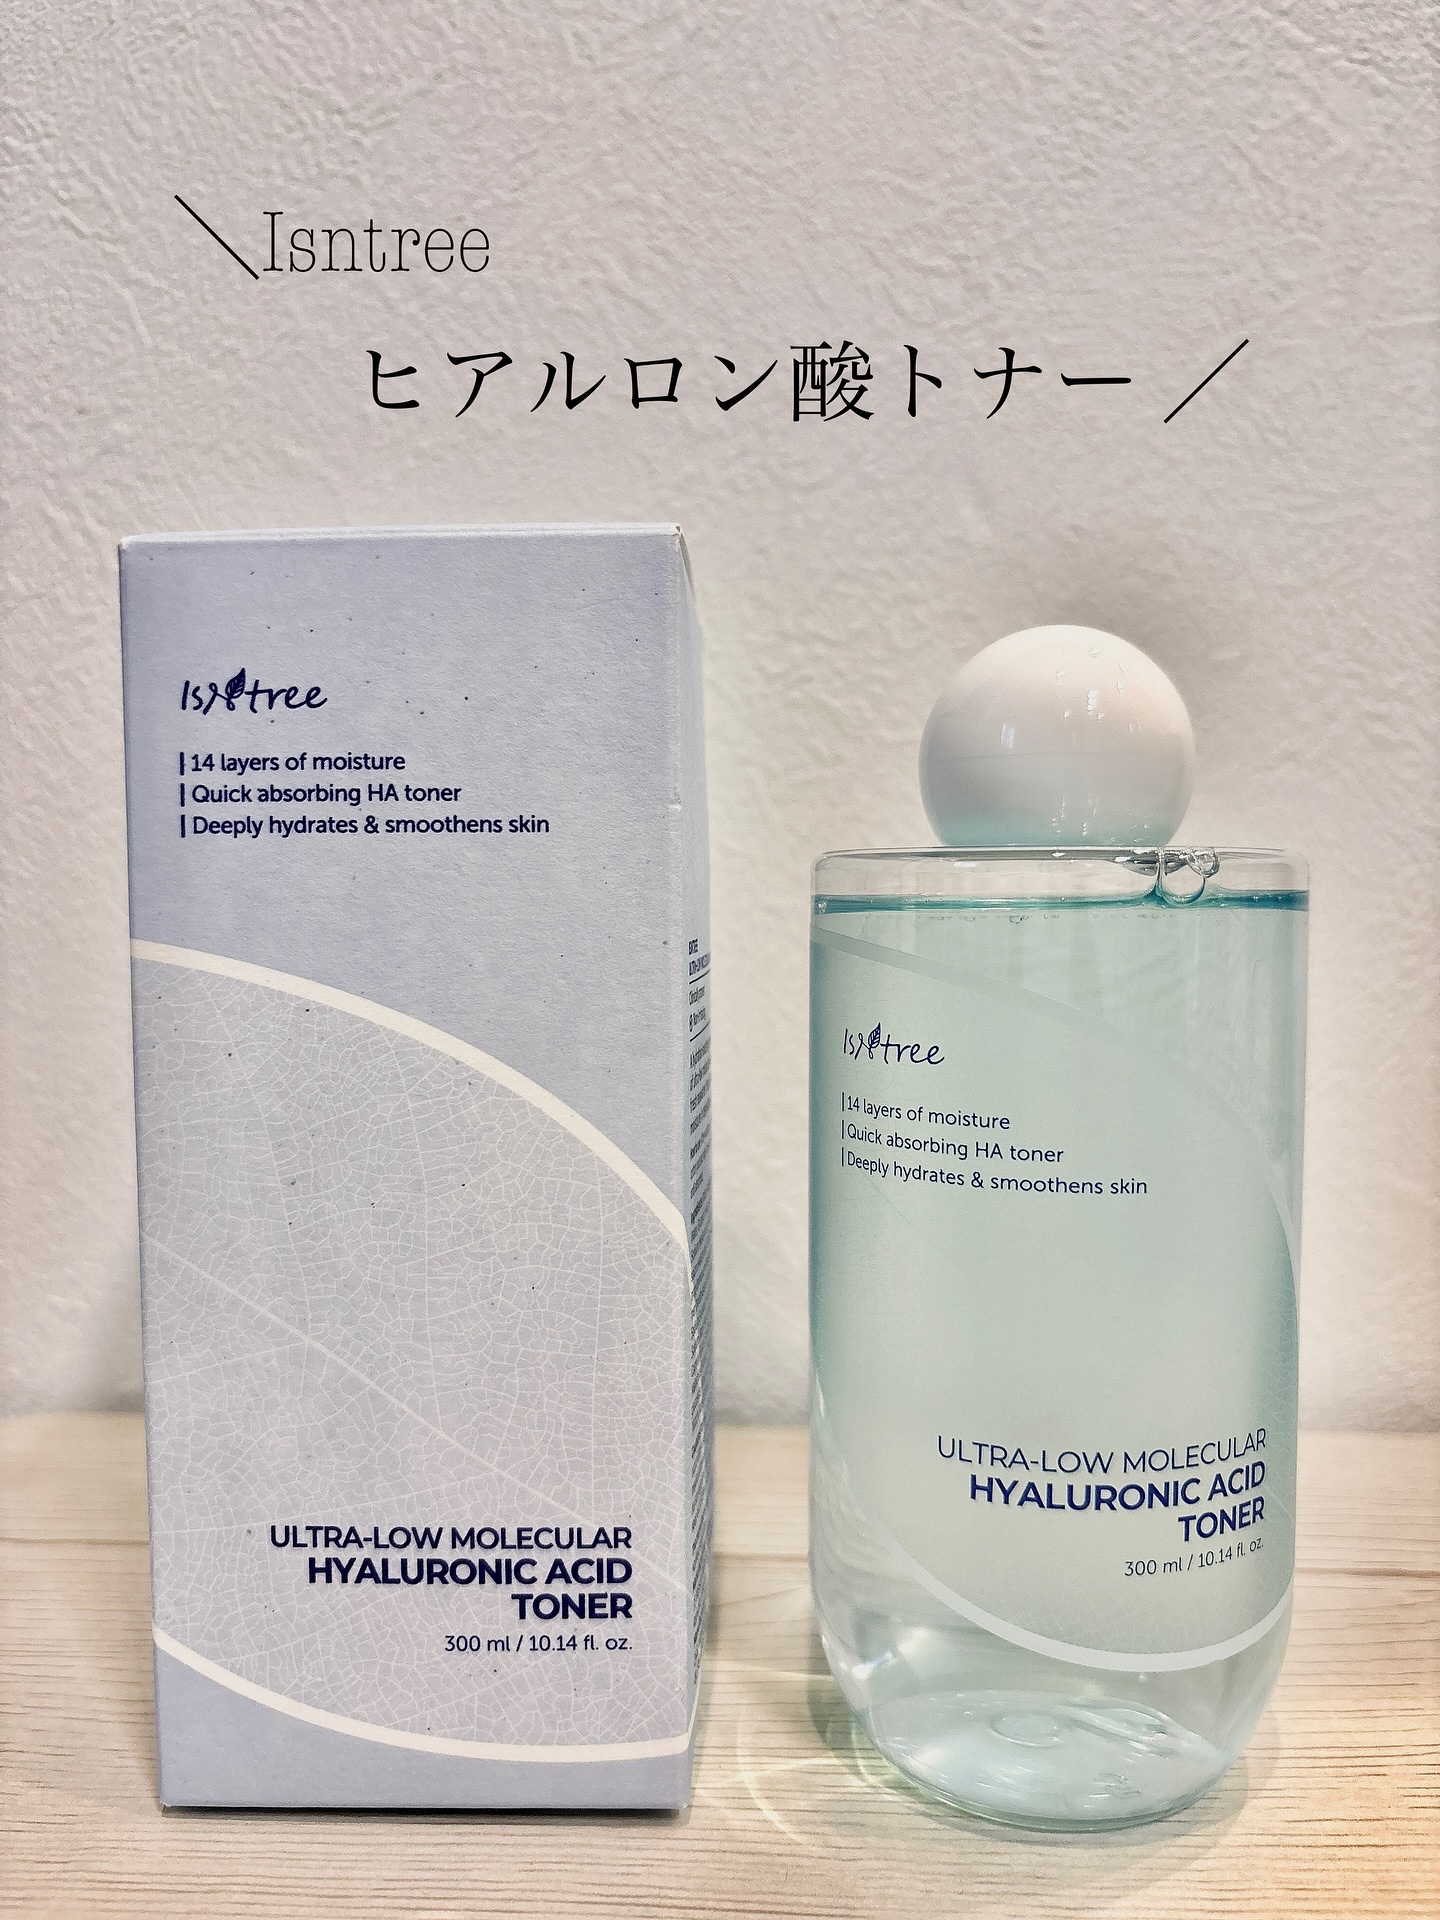 ＼Isntree
ヒアルロン酸トナー／
Isntree
14 layers of moisture
Quick absorbing HA toner
Deeply hydrates & smoothens skin
ULTRA-LOW MOLECULAR
HYALURONIC ACID
TONER
300 ml / 10.14 fl. oz.
Isntree
14 layers of moisture
Quick absorbing HA toner
Deeply hydrates & smoothens skin
ULTRA-LOW MOLECULAR
HYALURONIC ACID
TONER
300 ml / 10.14 fl. oz.